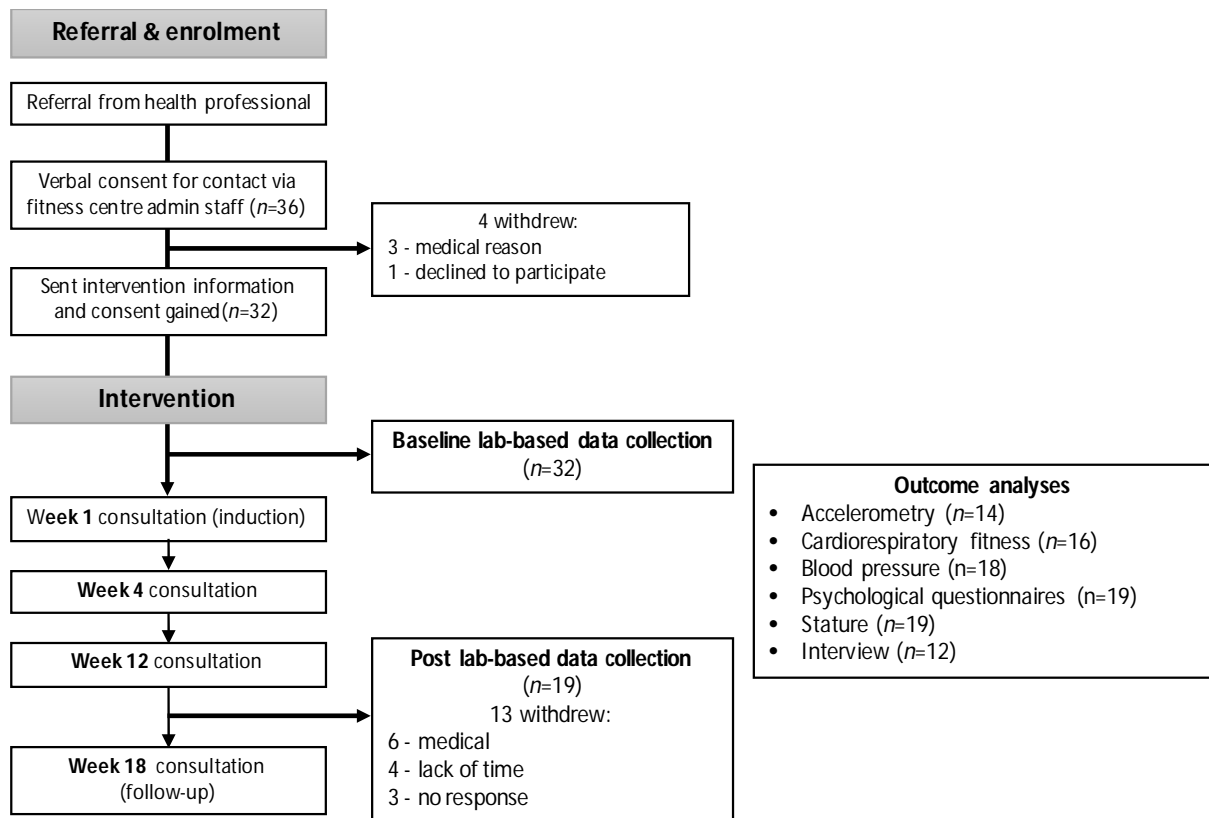 Referral & enrolment
Referral from health professional
Verbal consent for contact via
fitness centre admin staff (n=36)
4 withdrew:
3 - medical reason
1 - declined to participate
Sent intervention information
and consent gained (n=32)
Intervention
Baseline lab-based data collection
(n=32)
Week 1 consultation (induction)
Week 4 consultation
Week 12 consultation
Post lab-based data collection
(n=19)
13 withdrew:
6 - medical
4 - lack of time
3 - no response
Week 18 consultation
(follow-up)
Outcome analyses
• Accelerometry (n=14)
• Cardiorespiratory fitness (n=16)
• Blood pressure (n=18)
• Psychological questionnaires (n=19)
• Stature (n=19)
• Interview (n=12)